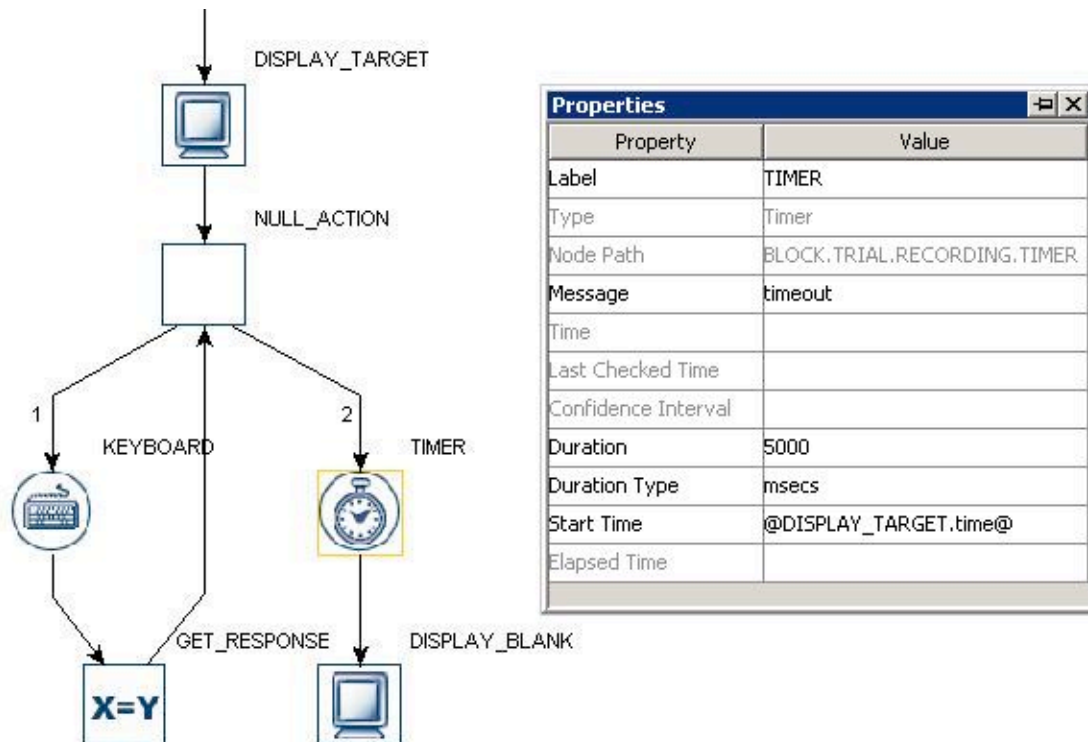 DISPLAY_TARGET
NULL_ACTION
1
2
KEYBOARD
TIMER
GET_RESPONSE
DISPLAY_BLANK
X=Y
Properties
Property Value
Label TIMER
Type Timer
Node Path BLOCK.TRIAL.RECORDING.TIMER
Message timeout
Time
Last Checked Time
Confidence Interval
Duration 5000
Duration Type msecs
Start Time @DISPLAY_TARGET.time@
Elapsed Time